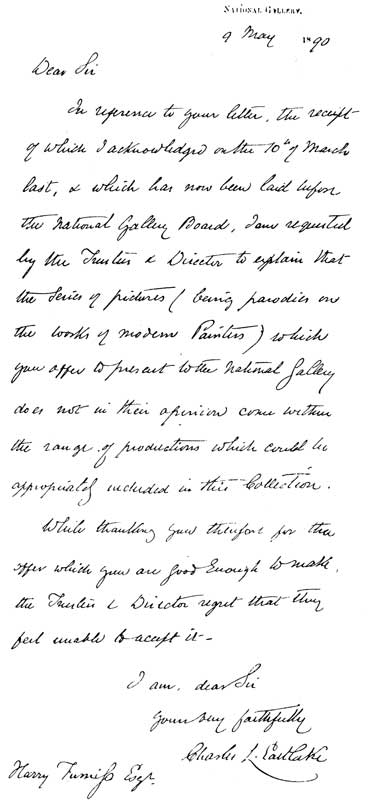 NATIONAL GALLERY.
9 May 1890
Dear Sir
In reference to your letter, the receipt
of which I acknowledged on the 10th of March
last, & which has now been laid before
the National Gallery Board, I am requested
by the Trustees & Director to explain that
the Series of pictures (being parodies on
the works of modern Painters) which
you offer to present to the National Gallery
does not in their opinion come within
the range of productions which could be
appropriately included in this Collection.
While thanking you therefore for the
offer which you are good enough to make,
the Trustees & Director regret that they
feel unable to accept it—
I am, dear Sir
Yours very faithfully
Charles L. Eastlake
Harry Furniss Esqr.